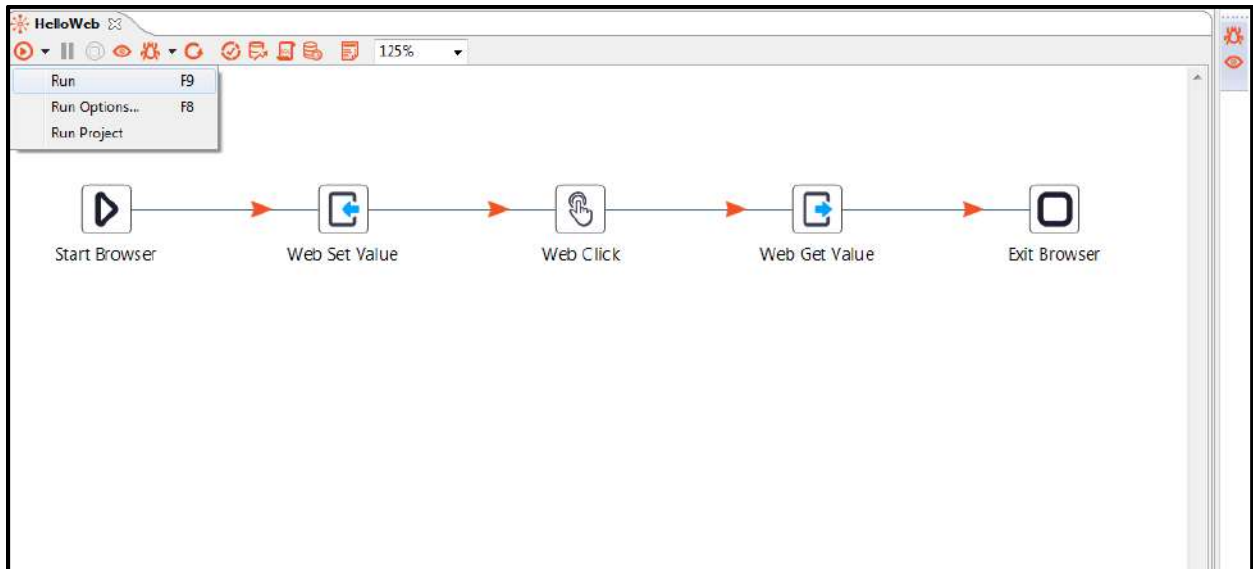 HelloWeb
125%
Run F9
Run Options... F8
Run Project
Start Browser
Web Set Value
Web Click
Web Get Value
Exit Browser